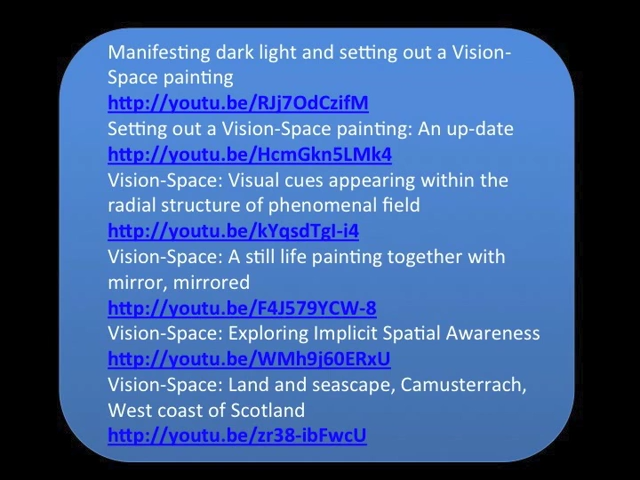 Manifesting dark light and setting out a Vision-
Space painting
http://youtu.be/RJj7OdCzifM
Setting out a Vision-Space painting: An up-date
http://youtu.be/HcmGkn5LMk4
Vision-Space: Visual cues appearing within the
radial structure of phenomenal field
http://youtu.be/kYqsdTgI-i4
Vision-Space: A still life painting together with
mirror, mirrored
http://youtu.be/F4J579YCW-8
Vision-Space: Exploring Implicit Spatial Awareness
http://youtu.be/WMh9j60ERxU
Vision-Space: Land and seascape, Camusterrach,
West coast of Scotland
http://youtu.be/zr38-ibFwcU